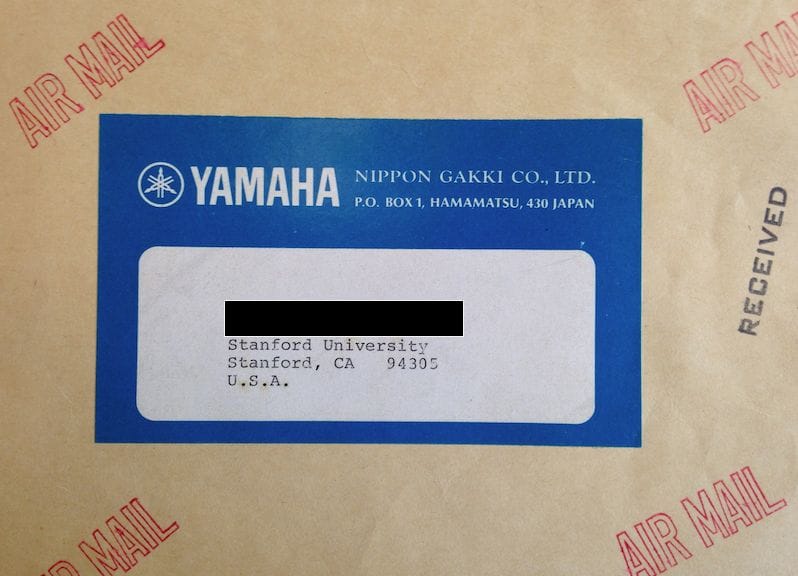 AIR MAIL
AIR MAIL
YAMAHA NIPPON GAKKI CO., LTD.
P.O. BOX 1, HAMAMATSU, 430 JAPAN
RECEIVED
Stanford University
Stanford, CA 94305
U.S.A.
AIR MAIL
AIR MAIL